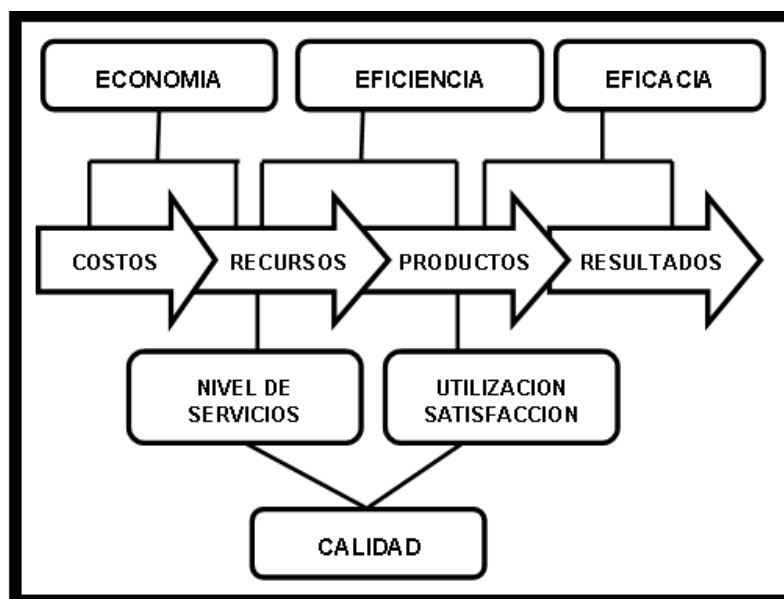 ECONOMIA
EFICIENCIA
EFICACIA
COSTOS
RECURSOS
PRODUCTOS
RESULTADOS
NIVEL DE
SERVICIOS
UTILIZACION
SATISFACCION
CALIDAD